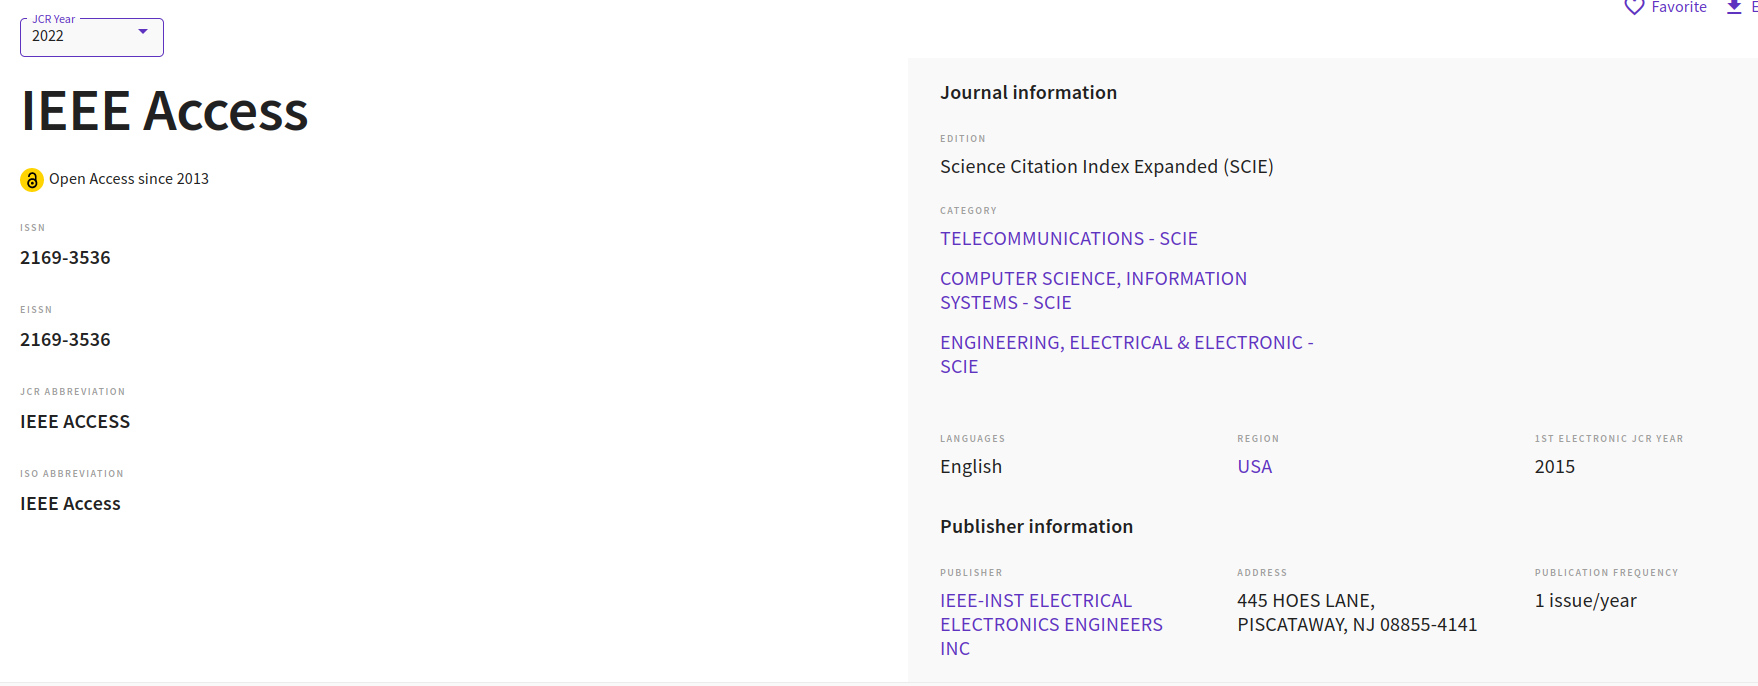 JCR Year
2022
Favorite
IEEE Access
Open Access since 2013
ISSN
2169-3536
EISSN
2169-3536
JCR ABBREVIATION
IEEE ACCESS
ISO ABBREVIATION
IEEE Access
Journal information
EDITION
Science Citation Index Expanded (SCIE)
CATEGORY
TELECOMMUNICATIONS - SCIE
COMPUTER SCIENCE, INFORMATION
SYSTEMS - SCIE
ENGINEERING, ELECTRICAL & ELECTRONIC -
SCIE
LANGUAGES
English
REGION
USA
1ST ELECTRONIC JCR YEAR
2015
Publisher information
PUBLISHER
IEEE-INST ELECTRICAL
ELECTRONICS ENGINEERS
INC
ADDRESS
445 HOES LANE,
PISCATAWAY, NJ 08855-4141
PUBLICATION FREQUENCY
1 issue/year